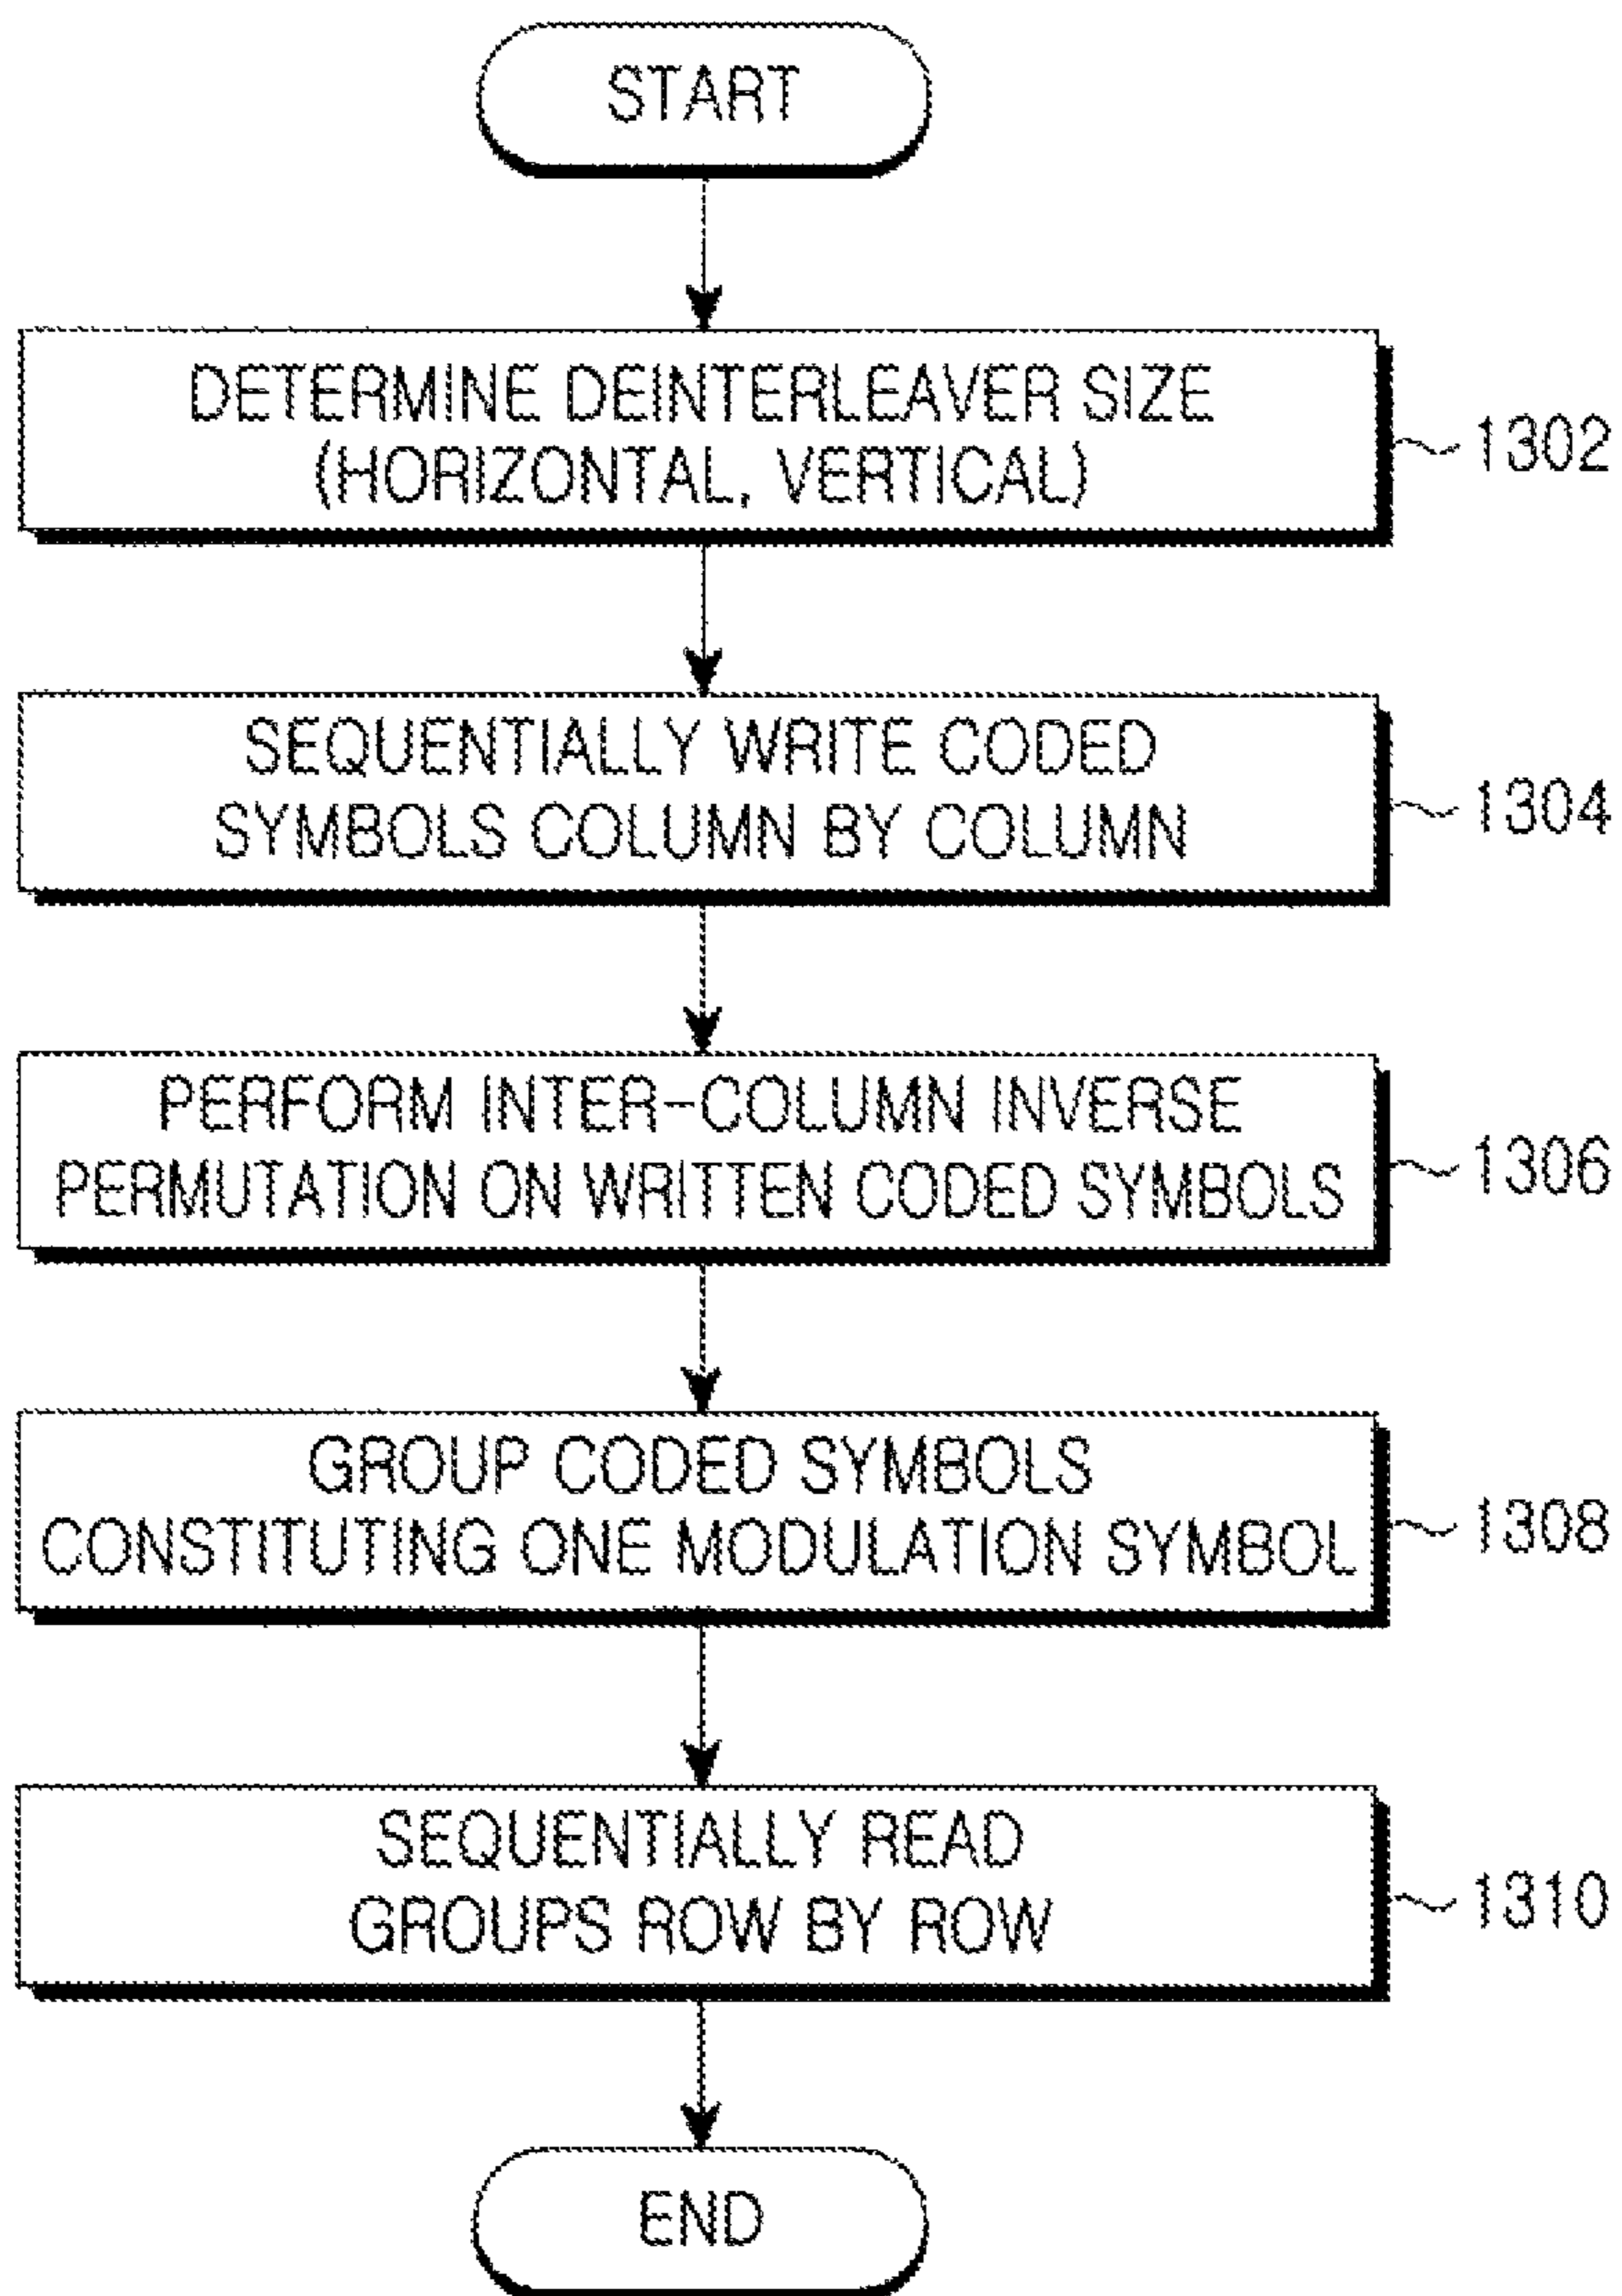 START
DETERMINE DEINTERLEAVER SIZE
(HORIZONTAL, VERTICAL)
1302
SEQUENTIALLY WRITE CODED
SYMBOLS COLUMN BY COLUMN
1304
PERFORM INTER-COLUMN INVERSE
PERMUTATION ON WRITTEN CODED SYMBOLS
1306
GROUP CODED SYMBOLS
CONSTITUTING ONE MODULATION SYMBOL
1308
SEQUENTIALLY READ
GROUPS ROW BY ROW
1310
END